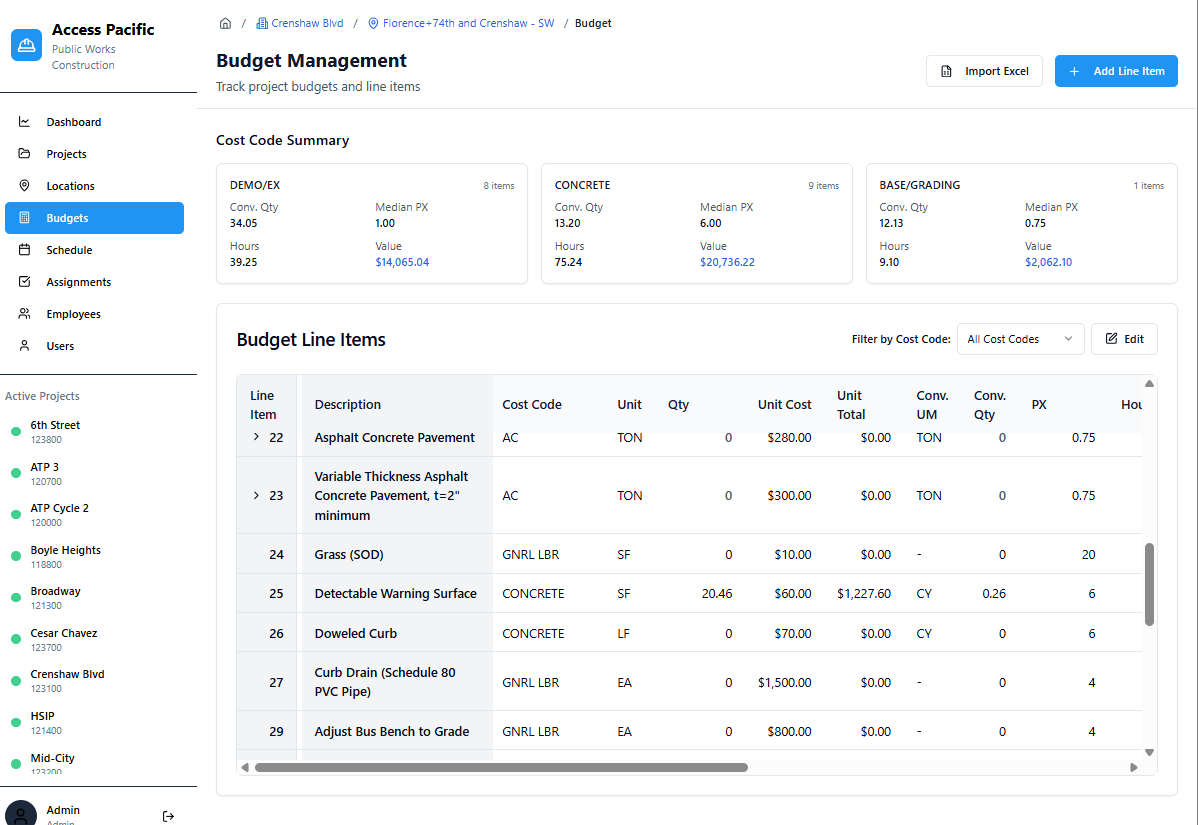 Access Pacific
Public Works
Construction
Dashboard
Projects
Locations
Budgets
Schedule
Assignments
Employees
Users
Active Projects
6th Street
123800
ATP 3
120700
ATP Cycle 2
120000
Boyle Heights
118800
Broadway
121300
Cesar Chavez
123700
Crenshaw Blvd
123100
HSIP
121400
Mid-City
123200
Admin
Admin
/ Crenshaw Blvd / Florence+74th and Crenshaw - SW / Budget
Budget Management
Track project budgets and line items
Import Excel
+ Add Line Item
Cost Code Summary
DEMO/EX 8 items
Conv. Qty Median PX
34.05 1.00
Hours Value
39.25 $14,065.04
CONCRETE 9 items
Conv. Qty Median PX
13.20 6.00
Hours Value
75.24 $20,736.22
BASE/GRADING 1 items
Conv. Qty Median PX
12.13 0.75
Hours Value
9.10 $2,062.10
Budget Line Items
Filter by Cost Code: All Cost Codes Edit
Line Item Description Cost Code Unit Qty Unit Cost Unit Total Conv. UM Conv. Qty PX Hou
22 Asphalt Concrete Pavement AC TON 0 $280.00 $0.00 TON 0 0.75
23 Variable Thickness Asphalt Concrete Pavement, t=2" minimum AC TON 0 $300.00 $0.00 TON 0 0.75
24 Grass (SOD) GNRL LBR SF 0 $10.00 $0.00 - 0 20
25 Detectable Warning Surface CONCRETE SF 20.46 $60.00 $1,227.60 CY 0.26 6
26 Doweled Curb CONCRETE LF 0 $70.00 $0.00 CY 0 6
27 Curb Drain (Schedule 80 PVC Pipe) GNRL LBR EA 0 $1,500.00 $0.00 - 0 4
29 Adjust Bus Bench to Grade GNRL LBR EA 0 $800.00 $0.00 - 0 4